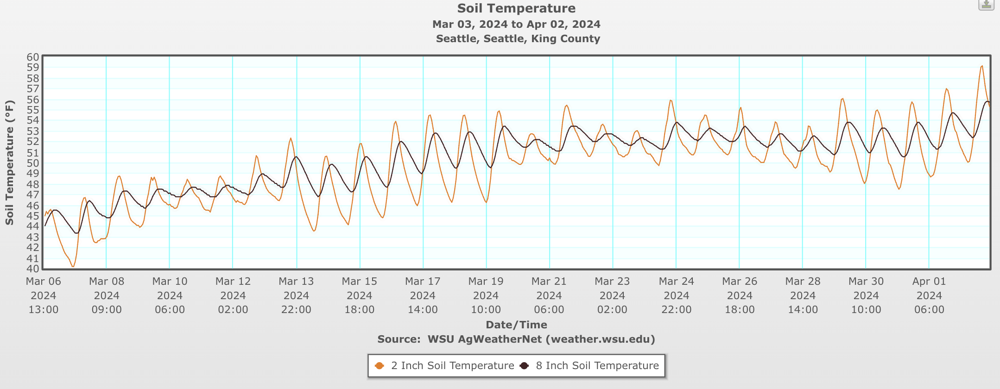 Soil Temperature
Mar 03, 2024 to Apr 02, 2024
Seattle, Seattle, King County
Soil Temperature (°F)
60
59
58
57
56
55
54
53
52
51
50
49
48
47
46
45
44
43
42
41
40
Mar 06 Mar 08 Mar 10 Mar 12 Mar 13 Mar 15 Mar 17 Mar 19 Mar 21 Mar 23 Mar 24 Mar 26 Mar 28 Mar 30 Apr 01
2024 2024 2024 2024 2024 2024 2024 2024 2024 2024 2024 2024 2024 2024 2024
13:00 09:00 06:00 02:00 22:00 18:00 14:00 10:00 06:00 02:00 22:00 18:00 14:00 10:00 06:00
Date/Time
Source: WSU AgWeatherNet (weather.wsu.edu)
2 Inch Soil Temperature 8 Inch Soil Temperature